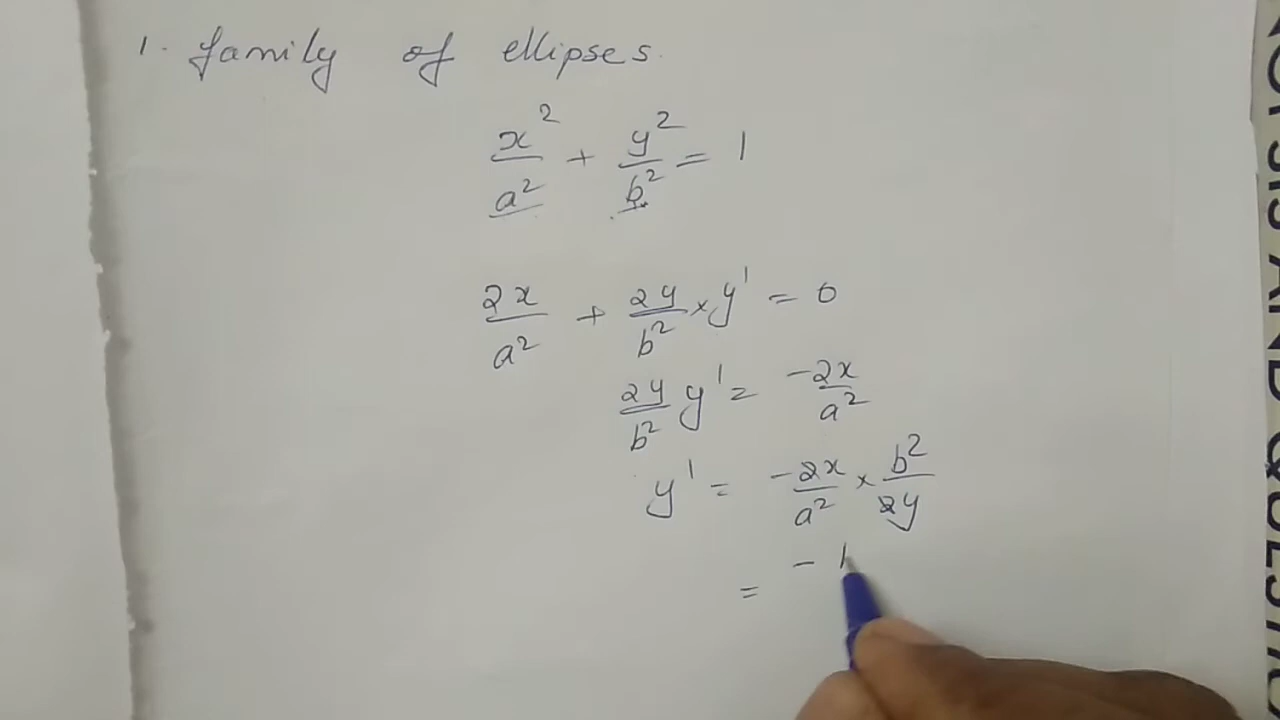 1. family of ellipses.
x²/a² + y²/b² = 1
2x/a² + 2y/b² × y' = 0
2y/b² y' = -2x/a²
y' = -2x/a² × b²/2y
= -